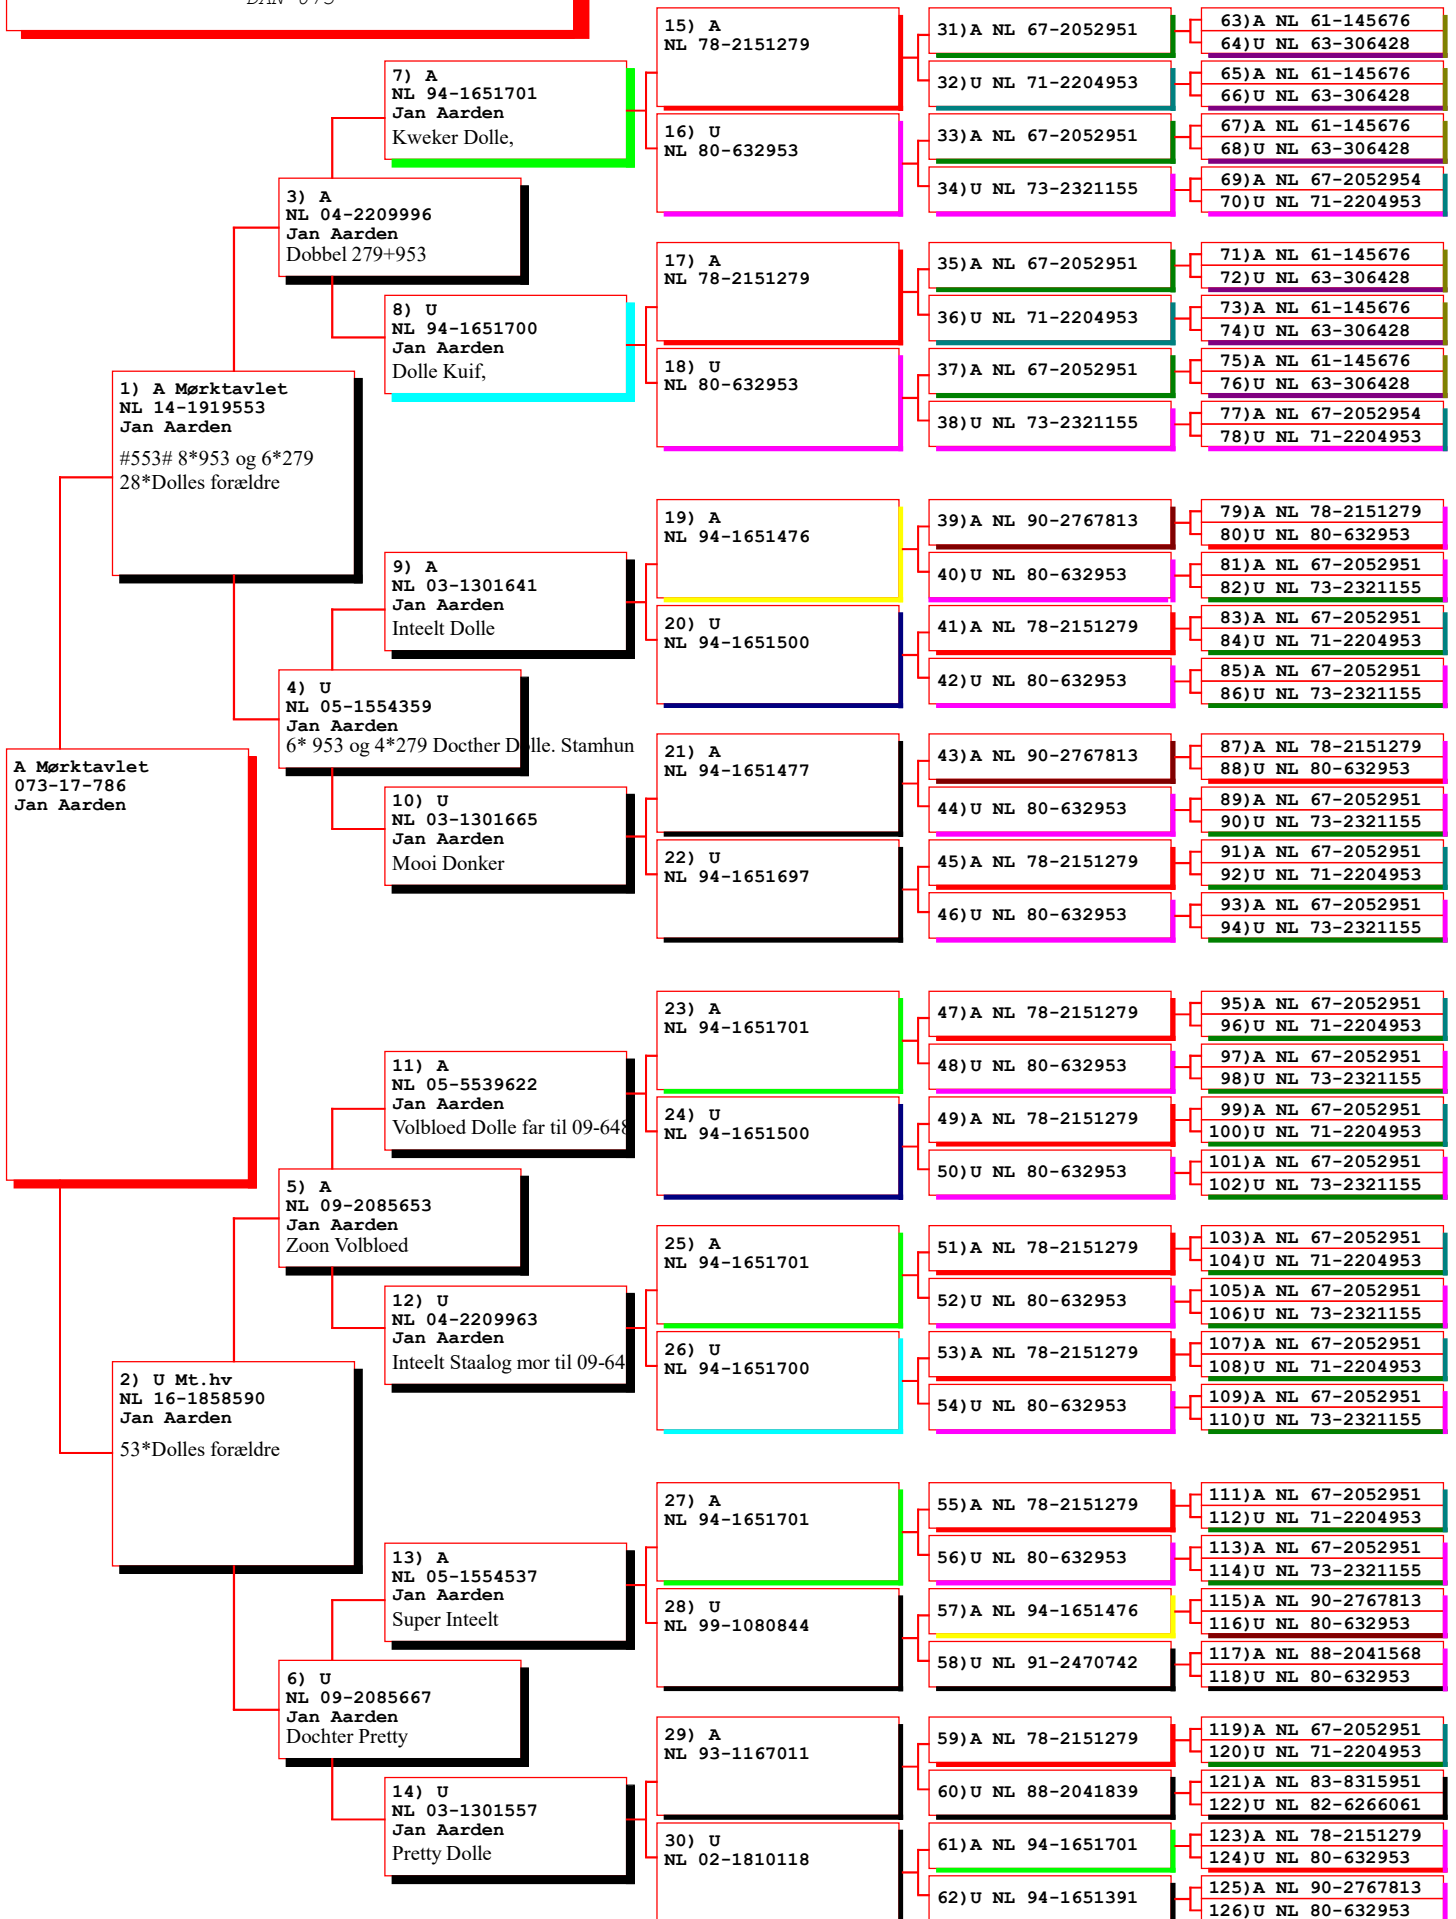 DAN 073
A Mørktavlet
073-17-786
Jan Aarden
1) A Mørktavlet
NL 14-1919553
Jan Aarden
#553# 8*953 og 6*279
28*Dolles forældre
2) U Mt.hv
NL 16-1858590
Jan Aarden
53*Dolles forældre
3) A
NL 04-2209996
Jan Aarden
Dobbel 279+953
4) U
NL 05-1554359
Jan Aarden
6* 953 og 4*279 Docther Dolle. Stamhun
5) A
NL 09-2085653
Jan Aarden
Zoon Volbloed
6) U
NL 09-2085667
Jan Aarden
Dochter Pretty
7) A
NL 94-1651701
Jan Aarden
Kweker Dolle,
8) U
NL 94-1651700
Jan Aarden
Dolle Kuif,
9) A
NL 03-1301641
Jan Aarden
Inteelt Dolle
10) U
NL 03-1301665
Jan Aarden
Mooi Donker
11) A
NL 05-5539622
Jan Aarden
Volbloed Dolle far til 09-648
12) U
NL 04-2209963
Jan Aarden
Inteelt Staalog mor til 09-64
13) A
NL 05-1554537
Jan Aarden
Super Inteelt
14) U
NL 03-1301557
Jan Aarden
Pretty Dolle
15) A
NL 78-2151279
16) U
NL 80-632953
17) A
NL 78-2151279
18) U
NL 80-632953
19) A
NL 94-1651476
20) U
NL 94-1651500
21) A
NL 94-1651477
22) U
NL 94-1651697
23) A
NL 94-1651701
24) U
NL 94-1651500
25) A
NL 94-1651701
26) U
NL 94-1651700
27) A
NL 94-1651701
28) U
NL 99-1080844
29) A
NL 93-1167011
30) U
NL 02-1810118
31)A NL 67-2052951
32)U NL 71-2204953
33)A NL 67-2052951
34)U NL 73-2321155
35)A NL 67-2052951
36)U NL 71-2204953
37)A NL 67-2052951
38)U NL 73-2321155
39)A NL 90-2767813
40)U NL 80-632953
41)A NL 78-2151279
42)U NL 80-632953
43)A NL 90-2767813
44)U NL 80-632953
45)A NL 78-2151279
46)U NL 80-632953
47)A NL 78-2151279
48)U NL 80-632953
49)A NL 78-2151279
50)U NL 80-632953
51)A NL 78-2151279
52)U NL 80-632953
53)A NL 78-2151279
54)U NL 80-632953
55)A NL 78-2151279
56)U NL 80-632953
57)A NL 94-1651476
58)U NL 91-2470742
59)A NL 78-2151279
60)U NL 88-2041839
61)A NL 94-1651701
62)U NL 94-1651391
63)A NL 61-145676
64)U NL 63-306428
65)A NL 61-145676
66)U NL 63-306428
67)A NL 61-145676
68)U NL 63-306428
69)A NL 67-2052954
70)U NL 71-2204953
71)A NL 61-145676
72)U NL 63-306428
73)A NL 61-145676
74)U NL 63-306428
75)A NL 61-145676
76)U NL 63-306428
77)A NL 67-2052954
78)U NL 71-2204953
79)A NL 78-2151279
80)U NL 80-632953
81)A NL 67-2052951
82)U NL 73-2321155
83)A NL 67-2052951
84)U NL 71-2204953
85)A NL 67-2052951
86)U NL 73-2321155
87)A NL 78-2151279
88)U NL 80-632953
89)A NL 67-2052951
90)U NL 73-2321155
91)A NL 67-2052951
92)U NL 71-2204953
93)A NL 67-2052951
94)U NL 73-2321155
95)A NL 67-2052951
96)U NL 71-2204953
97)A NL 67-2052951
98)U NL 73-2321155
99)A NL 67-2052951
100)U NL 71-2204953
101)A NL 67-2052951
102)U NL 73-2321155
103)A NL 67-2052951
104)U NL 71-2204953
105)A NL 67-2052951
106)U NL 73-2321155
107)A NL 67-2052951
108)U NL 71-2204953
109)A NL 67-2052951
110)U NL 73-2321155
111)A NL 67-2052951
112)U NL 71-2204953
113)A NL 67-2052951
114)U NL 73-2321155
115)A NL 90-2767813
116)U NL 80-632953
117)A NL 88-2041568
118)U NL 80-632953
119)A NL 67-2052951
120)U NL 71-2204953
121)A NL 83-8315951
122)U NL 82-6266061
123)A NL 78-2151279
124)U NL 80-632953
125)A NL 90-2767813
126)U NL 80-632953